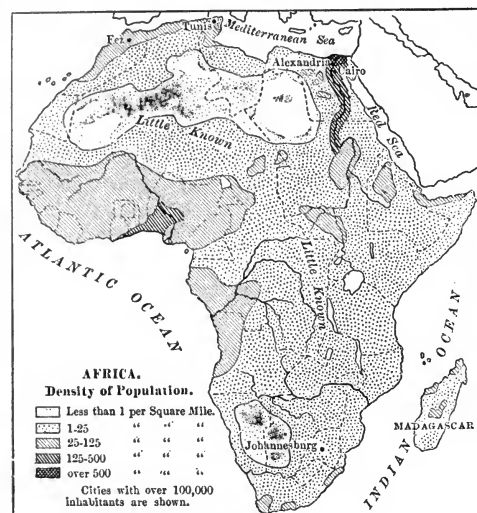 Mediterranean Sea
Tunis
Fez
Alexandria
Cairo
Red Sea
Little Known
Little Known
ATLANTIC OCEAN
INDIAN OCEAN
MADAGASCAR
Johannesburg
AFRICA.
Density of Population.
Less than 1 per Square Mile.
1-25 " " "
25-125 " " "
125-500 " " "
over 500 " " "
Cities with over 100,000
inhabitants are shown.